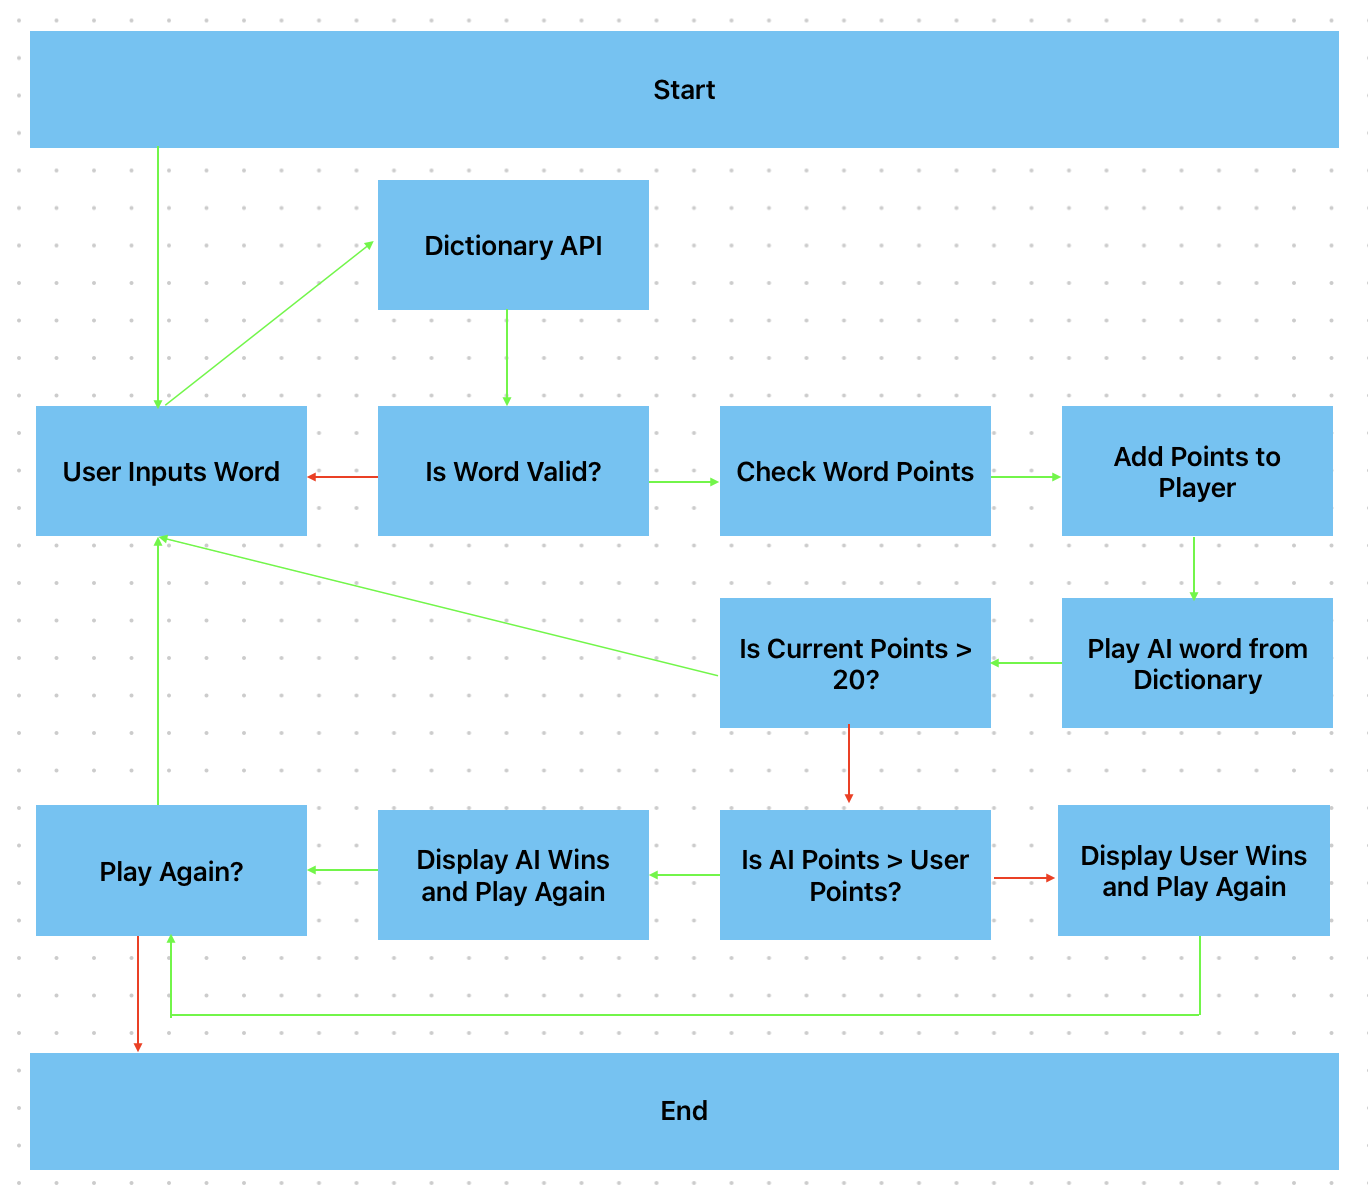 Start
Dictionary API
User Inputs Word
Is Word Valid?
Check Word Points
Add Points to
Player
Is Current Points >
20?
Play AI word from
Dictionary
Play Again?
Display AI Wins
and Play Again
Is AI Points > User
Points?
Display User Wins
and Play Again
End